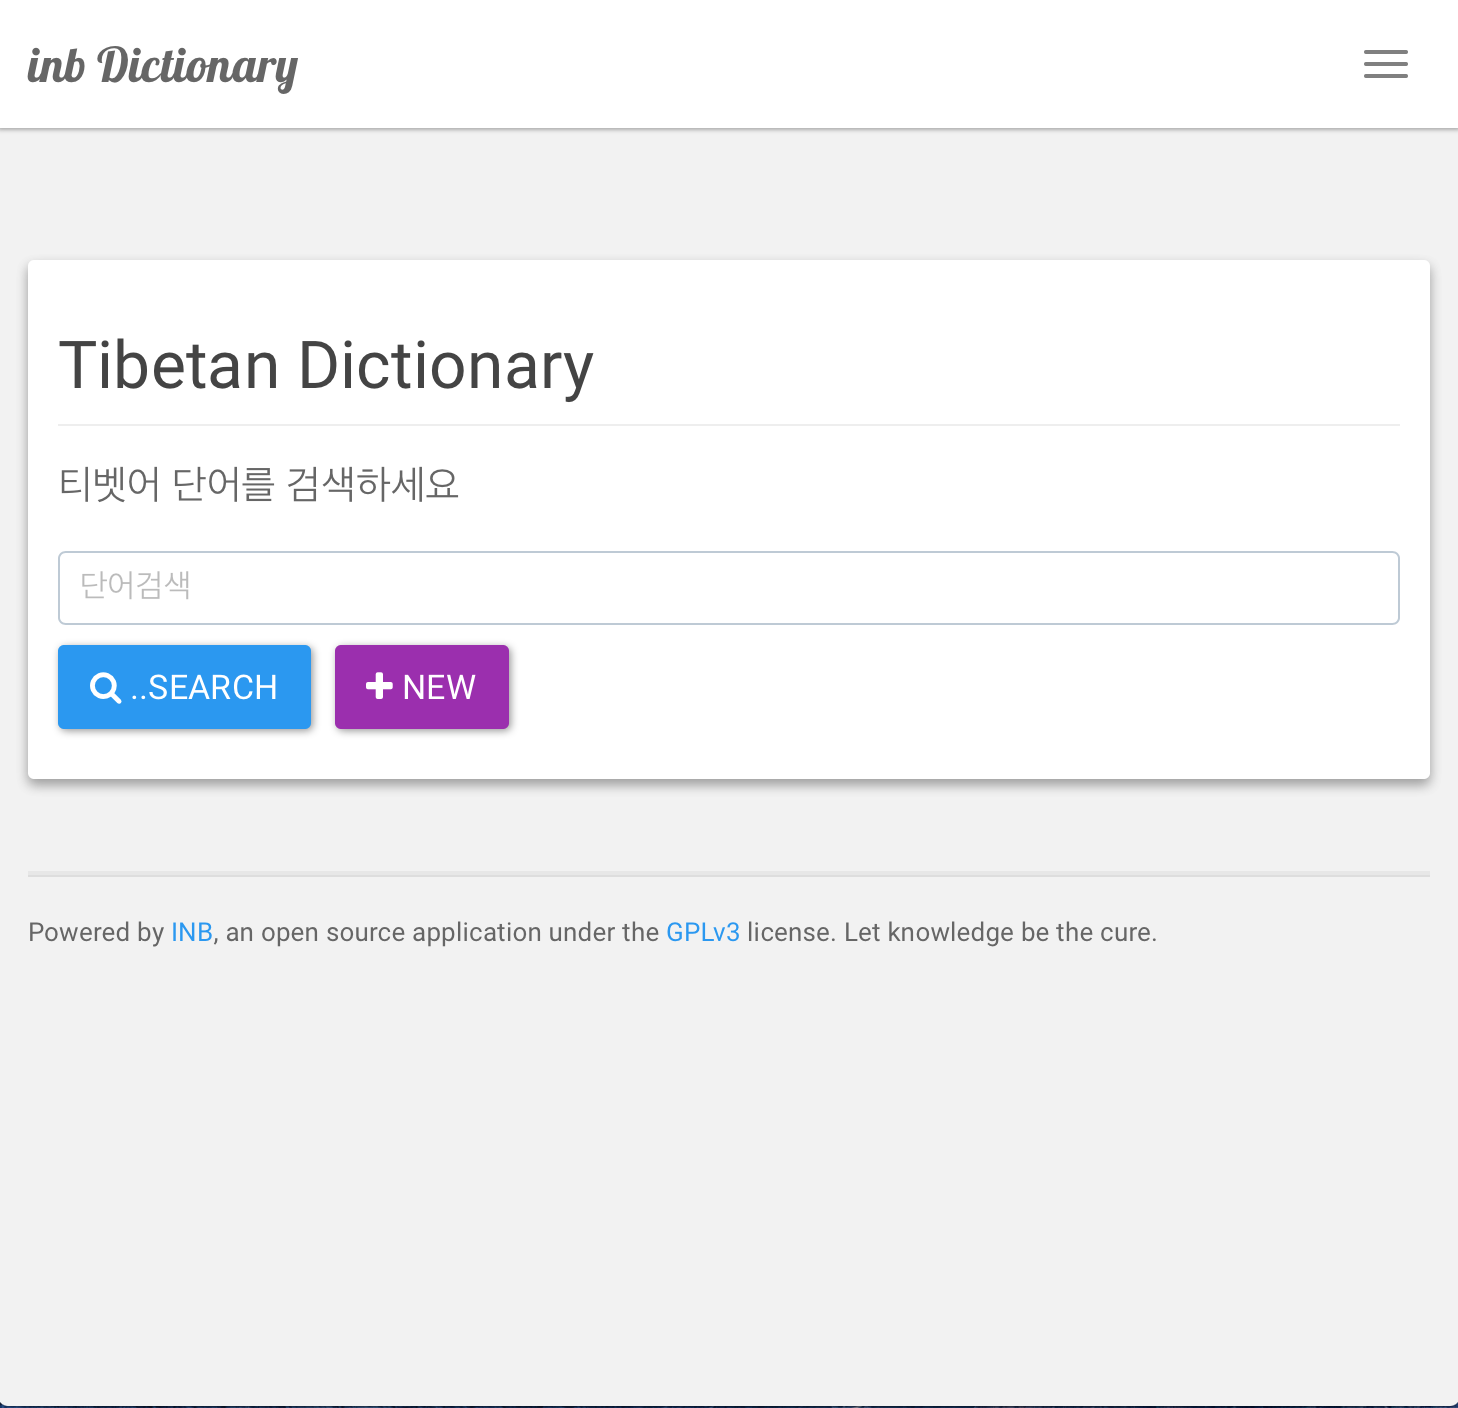 inb Dictionary
Tibetan Dictionary
티벳어 단어를 검색하세요
단어검색
..SEARCH
NEW
Powered by INB, an open source application under the GPLv3 license. Let knowledge be the cure.